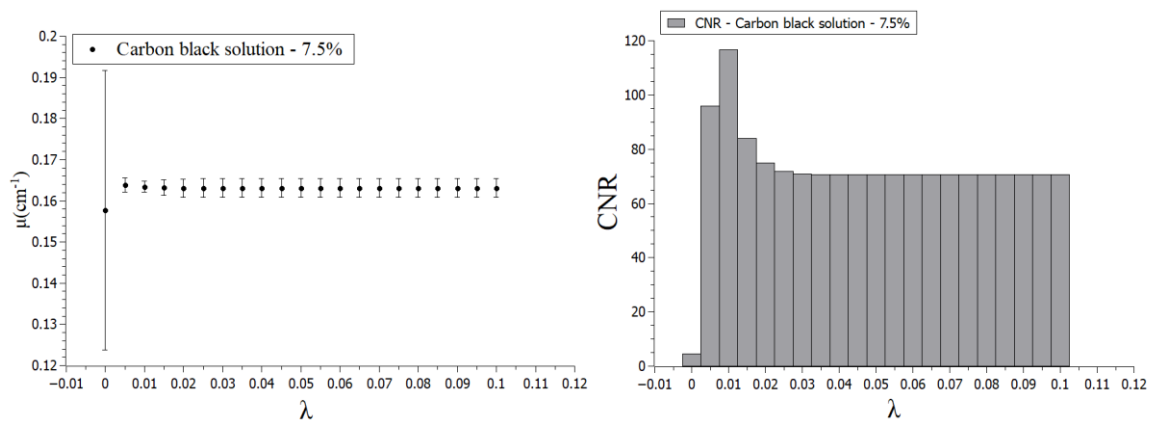 Carbon black solution - 7.5%
0.2
0.19
0.18
0.17
0.16
0.15
0.14
0.13
0.12
μ(cm⁻¹)
−0.01 0 0.01 0.02 0.03 0.04 0.05 0.06 0.07 0.08 0.09 0.1 0.11 0.12
λ
CNR - Carbon black solution - 7.5%
120
100
80
60
40
20
0
CNR
−0.01 0 0.01 0.02 0.03 0.04 0.05 0.06 0.07 0.08 0.09 0.1 0.11 0.12
λ